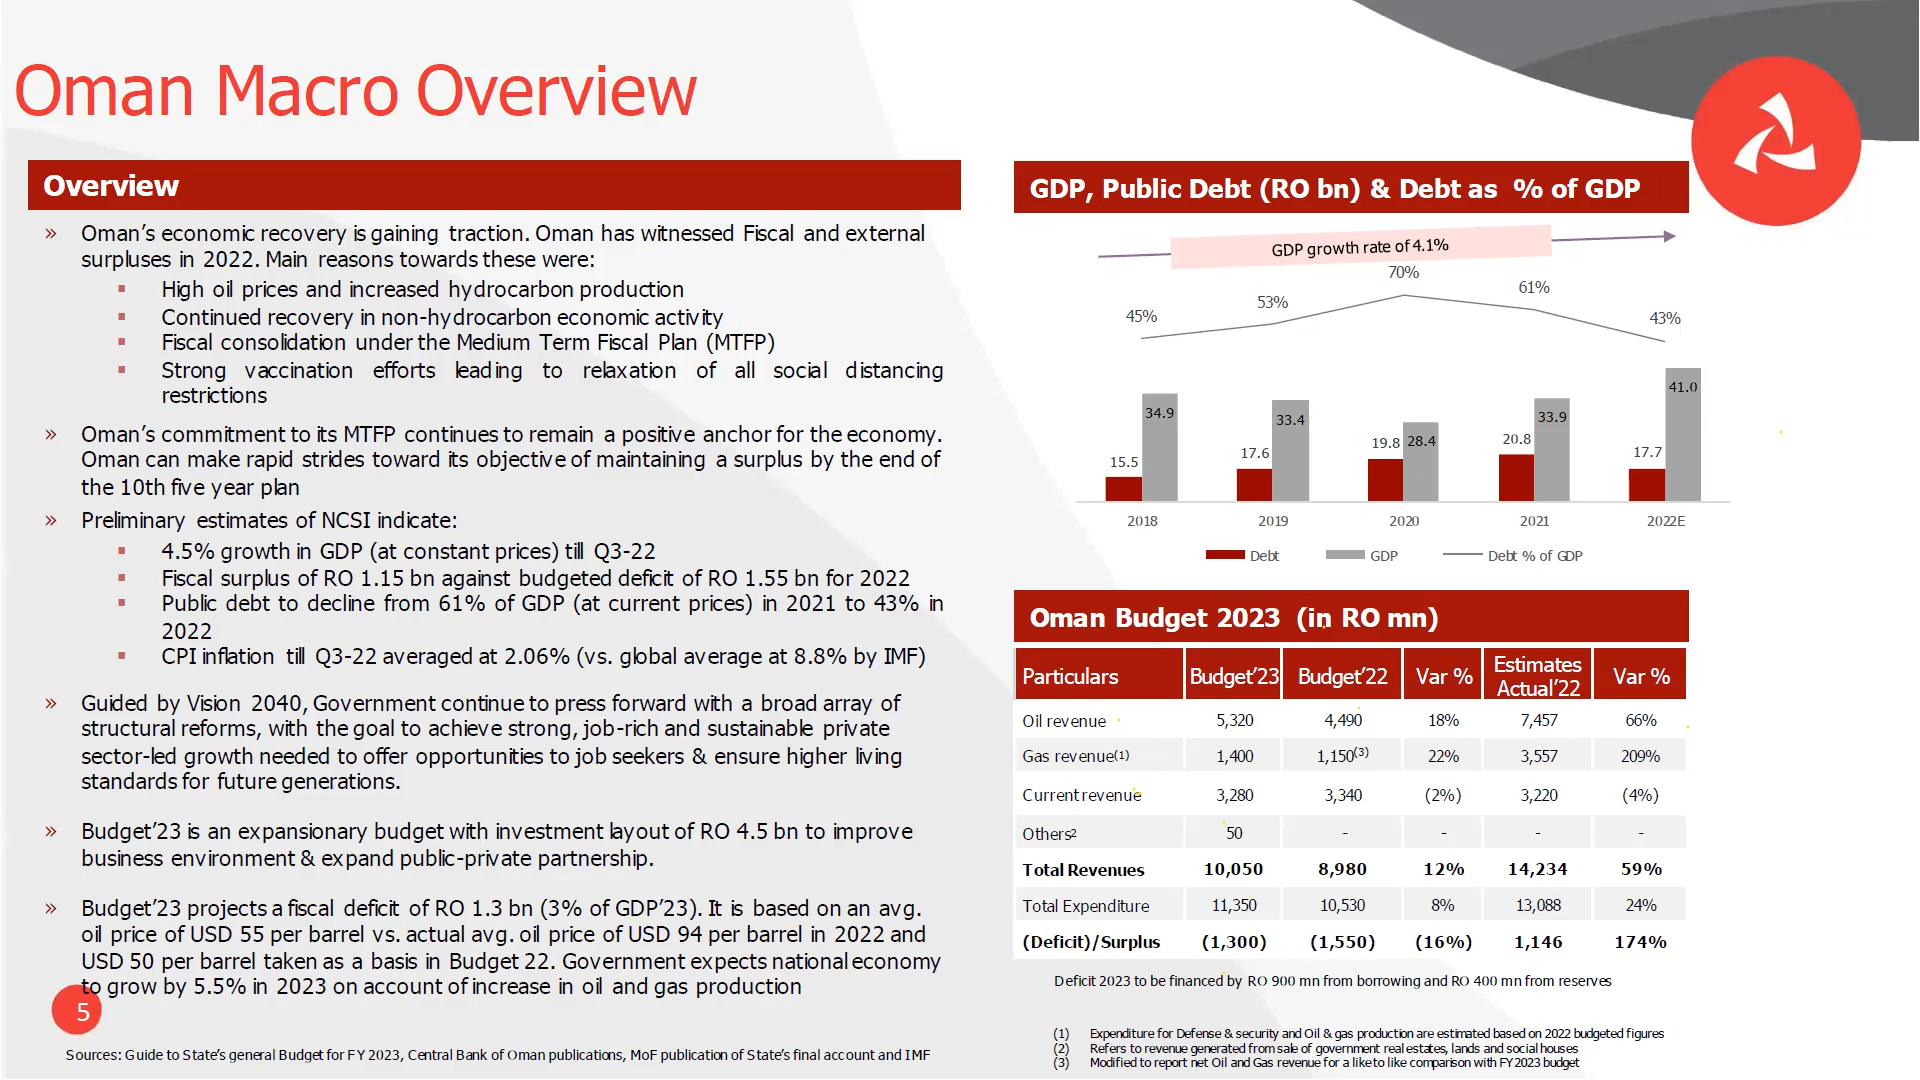 Oman Macro Overview
Overview
» Oman's economic recovery is gaining traction. Oman has witnessed Fiscal and external
surpluses in 2022. Main reasons towards these were:
▪ High oil prices and increased hydrocarbon production
▪ Continued recovery in non-hydrocarbon economic activity
▪ Fiscal consolidation under the Medium Term Fiscal Plan (MTFP)
▪ Strong vaccination efforts leading to relaxation of all social distancing
restrictions
» Oman's commitment to its MTFP continues to remain a positive anchor for the economy.
Oman can make rapid strides toward its objective of maintaining a surplus by the end of
the 10th five year plan
» Preliminary estimates of NCSI indicate:
▪ 4.5% growth in GDP (at constant prices) till Q3-22
▪ Fiscal surplus of RO 1.15 bn against budgeted deficit of RO 1.55 bn for 2022
▪ Public debt to decline from 61% of GDP (at current prices) in 2021 to 43% in
2022
▪ CPI inflation till Q3-22 averaged at 2.06% (vs. global average at 8.8% by IMF)
» Guided by Vision 2040, Government continue to press forward with a broad array of
structural reforms, with the goal to achieve strong, job-rich and sustainable private
sector-led growth needed to offer opportunities to job seekers & ensure higher living
standards for future generations.
» Budget'23 is an expansionary budget with investment layout of RO 4.5 bn to improve
business environment & expand public-private partnership.
» Budget'23 projects a fiscal deficit of RO 1.3 bn (3% of GDP'23). It is based on an avg.
oil price of USD 55 per barrel vs. actual avg. oil price of USD 94 per barrel in 2022 and
USD 50 per barrel taken as a basis in Budget 22. Government expects national economy
to grow by 5.5% in 2023 on account of increase in oil and gas production
5
Sources: Guide to State's general Budget for FY 2023, Central Bank of Oman publications, MoF publication of State's final account and IMF
GDP, Public Debt (RO bn) & Debt as % of GDP
GDP growth rate of 4.1%
45% 53% 70% 61% 43%
15.5 34.9 17.6 33.4 19.8 28.4 20.8 33.9 17.7 41.0
2018 2019 2020 2021 2022E
Debt GDP Debt % of GDP
Oman Budget 2023 (in RO mn)
Particulars Budget'23 Budget'22 Var % Estimates Actual'22 Var %
Oil revenue 5,320 4,490 18% 7,457 66%
Gas revenue(1) 1,400 1,150(3) 22% 3,557 209%
Current revenue 3,280 3,340 (2%) 3,220 (4%)
Others2 50 - - - -
Total Revenues 10,050 8,980 12% 14,234 59%
Total Expenditure 11,350 10,530 8% 13,088 24%
(Deficit)/Surplus (1,300) (1,550) (16%) 1,146 174%
Deficit 2023 to be financed by RO 900 mn from borrowing and RO 400 mn from reserves
(1) Expenditure for Defense & security and Oil & gas production are estimated based on 2022 budgeted figures
(2) Refers to revenue generated from sale of government real estates, lands and social houses
(3) Modified to report net Oil and Gas revenue for a like to like comparison with FY 2023 budget